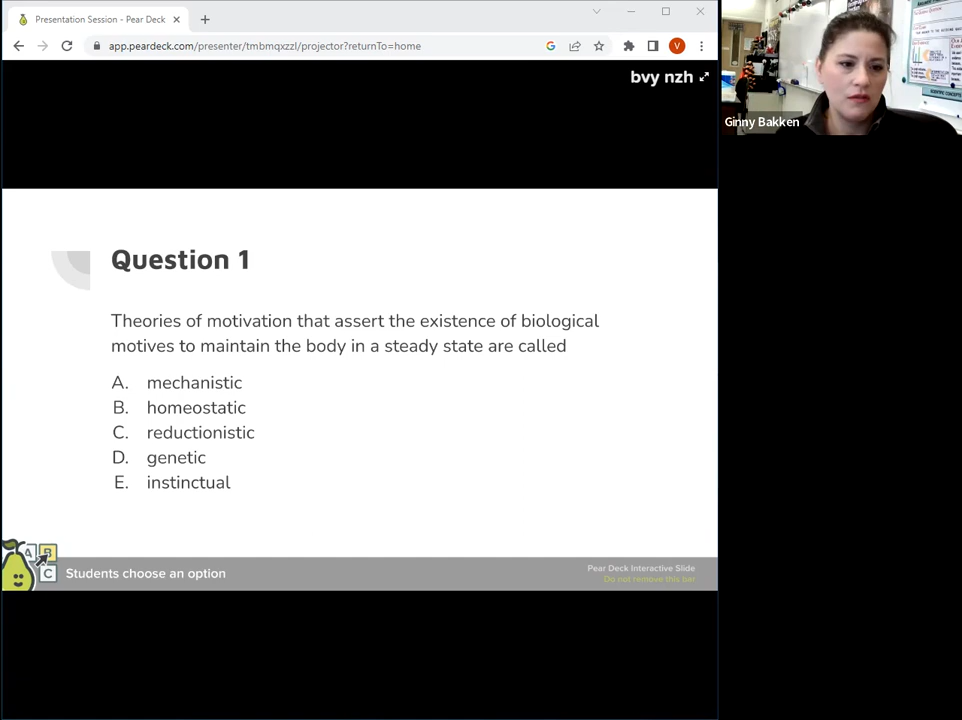 Presentation Session - Pear Deck
app.peardeck.com/presenter/tmbmqxzzl/projector?returnTo=home
V
bvy nzh
Ginny Bakken
Question 1
Theories of motivation that assert the existence of biological
motives to maintain the body in a steady state are called
A. mechanistic
B. homeostatic
C. reductionistic
D. genetic
E. instinctual
A B
C
Students choose an option
Pear Deck Interactive Slide
Do not remove this bar